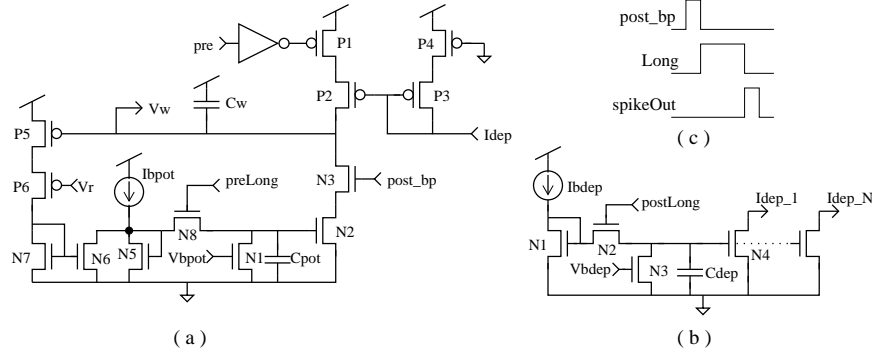 pre
P1
P4
P2
P3
Vw
Cw
Idep
P5
P6
Vr
Ibpot
preLong
N3
post_bp
N7
N6
N5
N8
Vbpot
N1
Cpot
N2
( a )
post_bp
Long
spikeOut
( c )
Ibdep
postLong
Idep_1
Idep_N
N1
N2
Vbdep
N3
Cdep
N4
( b )